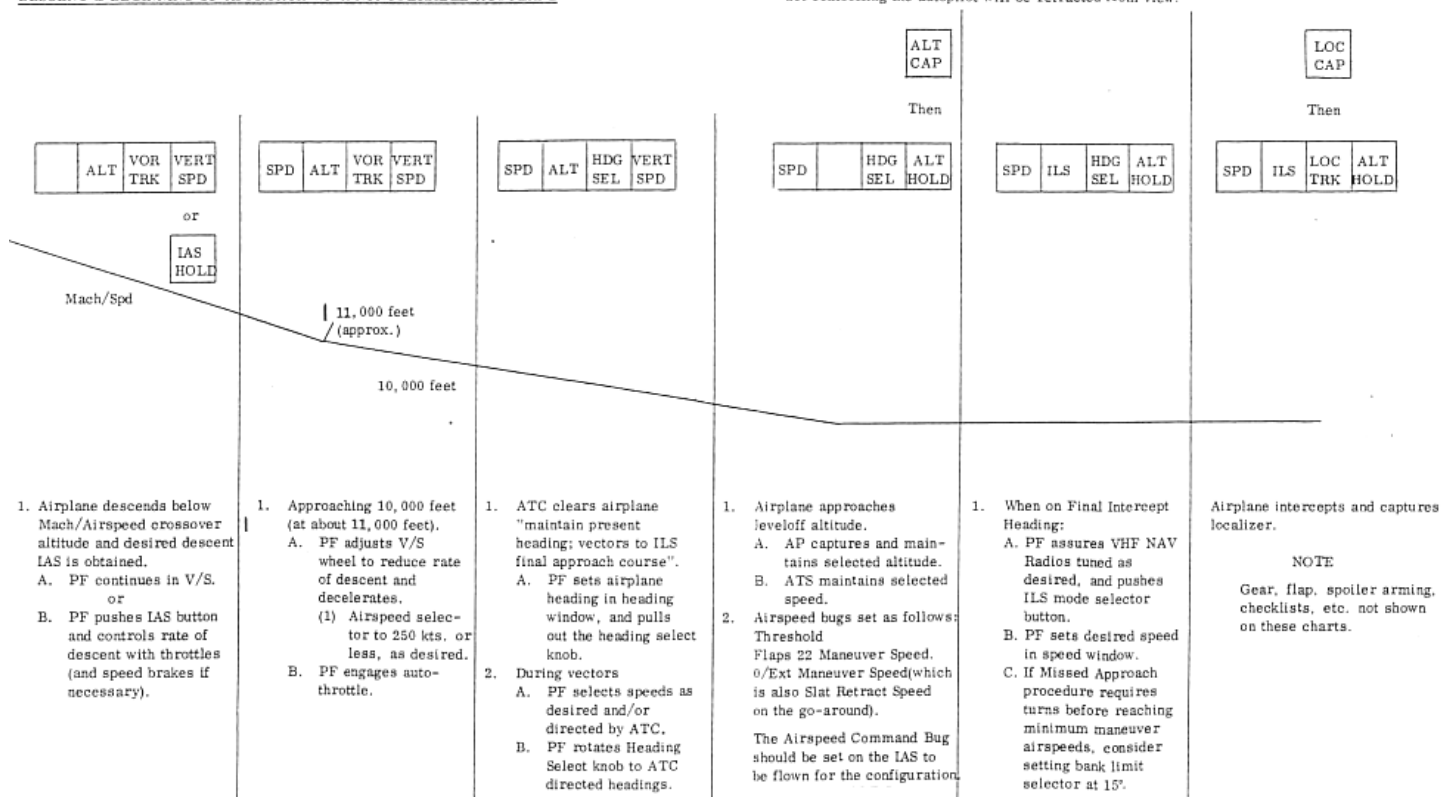 ALT
CAP
Then
LOC
CAP
Then
ALT
VOR
TRK
VERT
SPD
or
IAS
HOLD
SPD
ALT
VOR
TRK
VERT
SPD
SPD
ALT
HDG
SEL
VERT
SPD
SPD
HDG
SEL
ALT
HOLD
SPD
ILS
HDG
SEL
ALT
HOLD
SPD
ILS
LOC
TRK
ALT
HOLD
Mach/Spd
11,000 feet
(approx.)
10,000 feet
1. Airplane descends below
Mach/Airspeed crossover
altitude and desired descent
IAS is obtained.
A. PF continues in V/S.
or
B. PF pushes IAS button
and controls rate of
descent with throttles
(and speed brakes if
necessary).
1. Approaching 10,000 feet
(at about 11,000 feet).
A. PF adjusts V/S
wheel to reduce rate
of descent and
decelerates.
(1) Airspeed selec-
tor to 250 kts. or
less, as desired.
B. PF engages auto-
throttle.
1. ATC clears airplane
"maintain present
heading; vectors to ILS
final approach course".
A. PF sets airplane
heading in heading
window, and pulls
out the heading select
knob.
2. During vectors
A. PF selects speeds as
desired and/or
directed by ATC.
B. PF rotates Heading
Select knob to ATC
directed headings.
1. Airplane approaches
leveloff altitude.
A. AP captures and main-
tains selected altitude.
B. ATS maintains selected
speed.
2. Airspeed bugs set as follows:
Threshold
Flaps 22 Maneuver Speed.
0/Ext Maneuver Speed(which
is also Slat Retract Speed
on the go-around).
The Airspeed Command Bug
should be set on the IAS to
be flown for the configuration
1. When on Final Intercept
Heading:
A. PF assures VHF NAV
Radios tuned as
desired, and pushes
ILS mode selector
button.
B. PF sets desired speed
in speed window.
C. If Missed Approach
procedure requires
turns before reaching
minimum maneuver
airspeeds, consider
setting bank limit
selector at 15°.
Airplane intercepts and captures
localizer.
NOTE
Gear, flap, spoiler arming,
checklists, etc. not shown
on these charts.